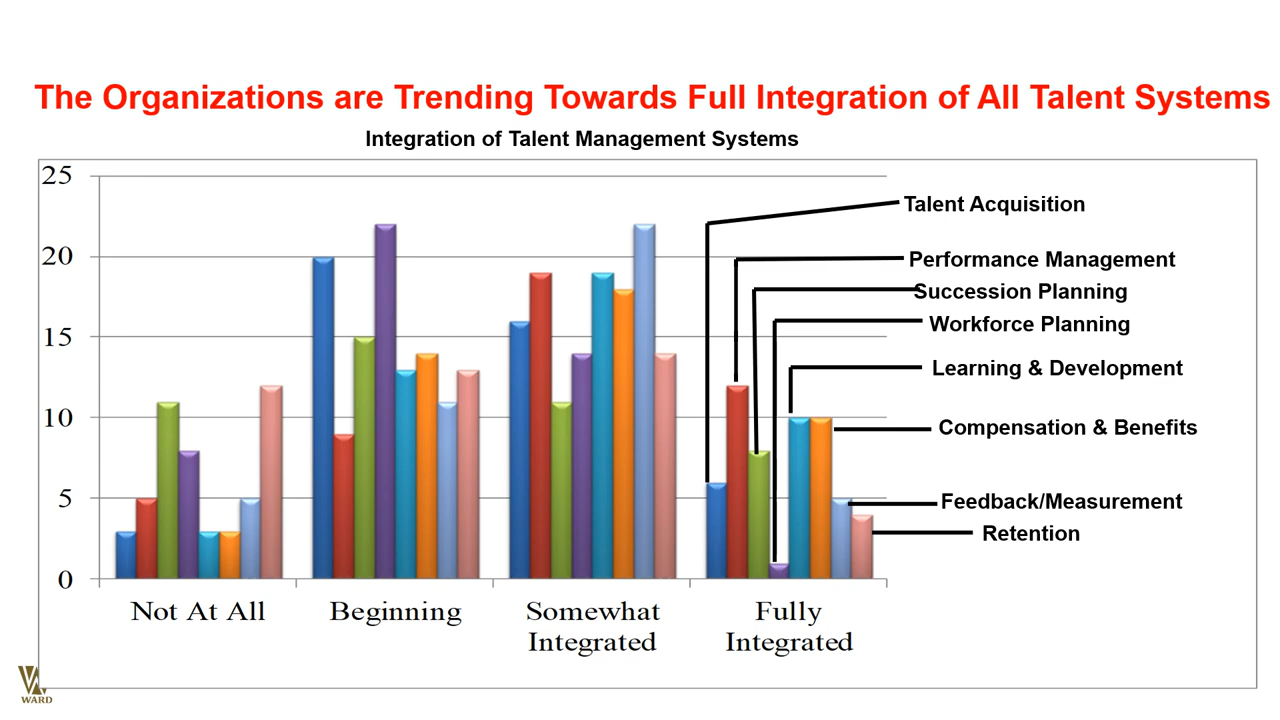 The Organizations are Trending Towards Full Integration of All Talent Systems
Integration of Talent Management Systems
25
20
15
10
5
0
Talent Acquisition
Performance Management
Succession Planning
Workforce Planning
Learning & Development
Compensation & Benefits
Feedback/Measurement
Retention
Not At All
Beginning
Somewhat
Integrated
Fully
Integrated
WARD